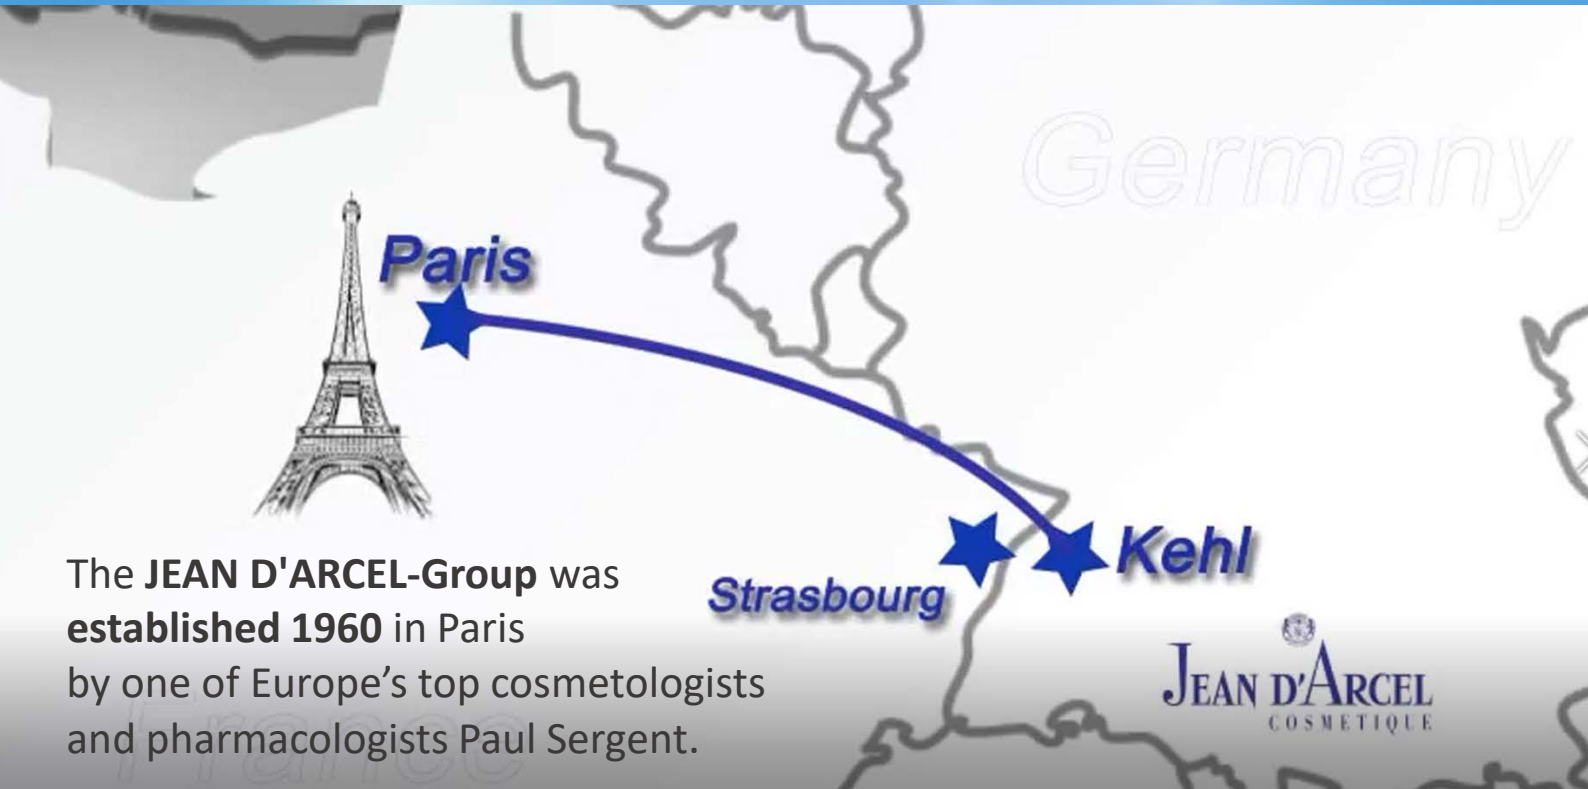 Germany
Paris
Kehl
Strasbourg
The JEAN D'ARCEL-Group was
established 1960 in Paris
by one of Europe’s top cosmetologists
and pharmacologists Paul Sergent.
France
JEAN D'ARCEL
COSMETIQUE